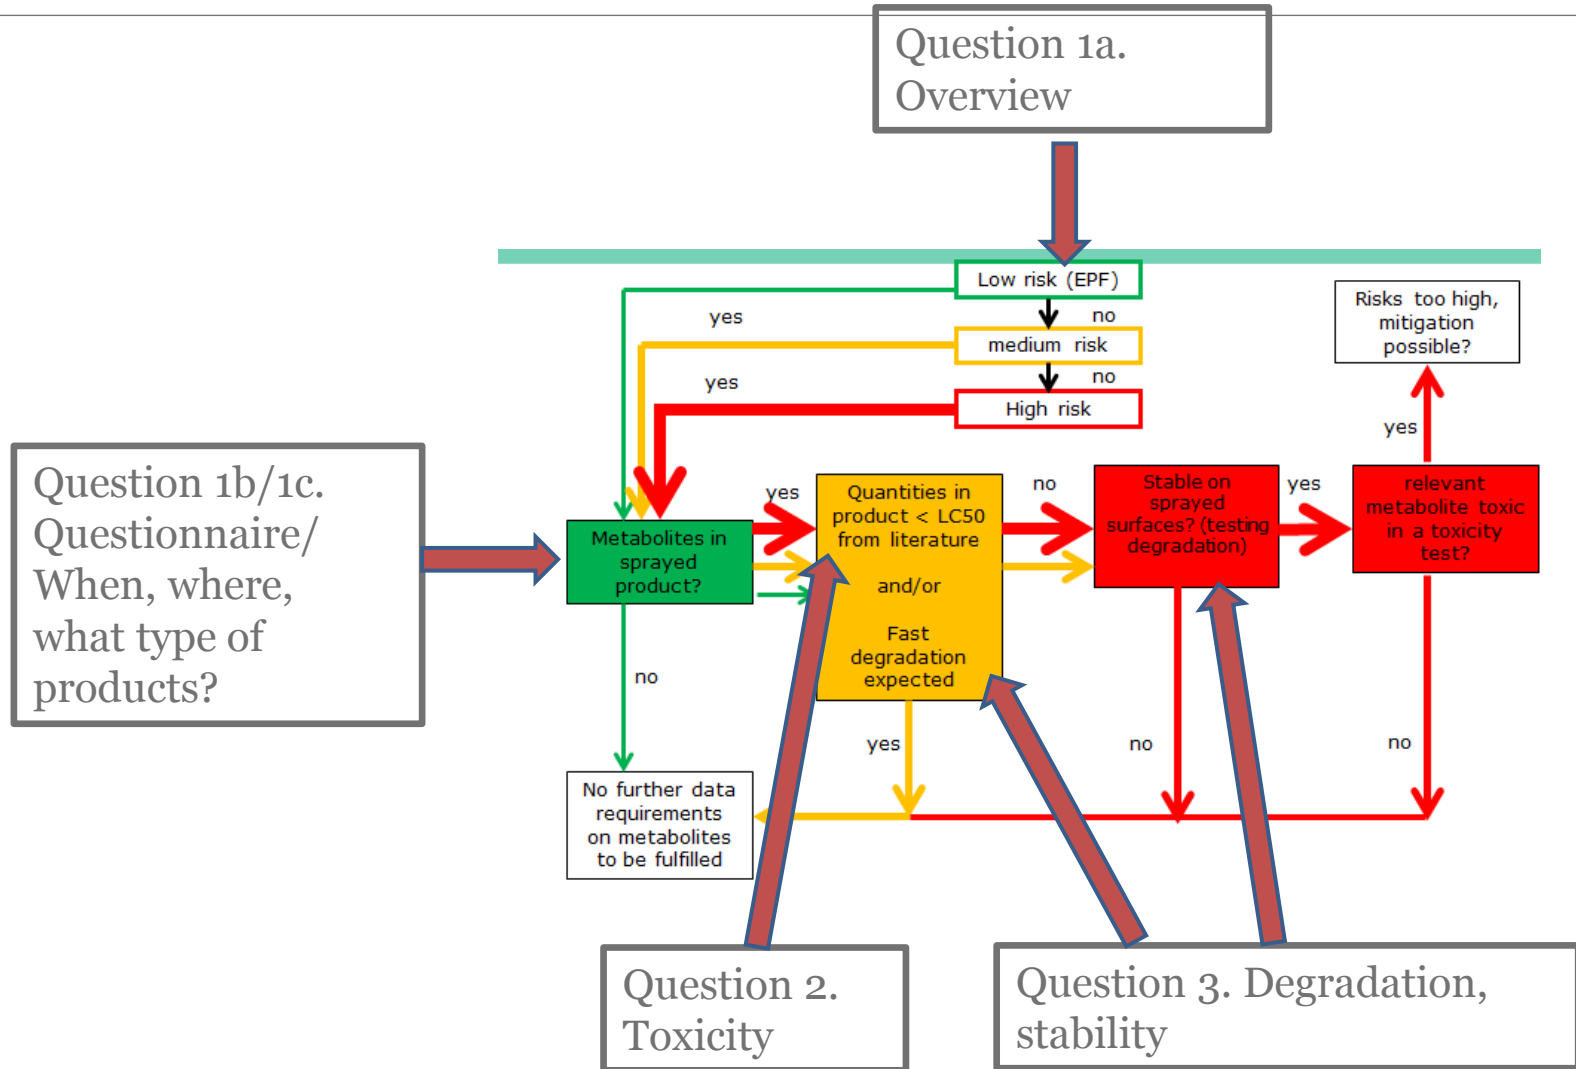 Question 1a.
Overview
Low risk (EPF)
no
yes
medium risk
no
yes
High risk
Risks too high,
mitigation
possible?
yes
Question 1b/1c.
Questionnaire/
When, where,
what type of
products?
Metabolites in
sprayed
product?
yes
Quantities in
product < LC50
from literature
and/or
Fast
degradation
expected
no
Stable on
sprayed
surfaces? (testing
degradation)
yes
relevant
metabolite toxic
in a toxicity
test?
no
yes
no
no
No further data
requirements
on metabolites
to be fulfilled
Question 2.
Toxicity
Question 3. Degradation,
stability